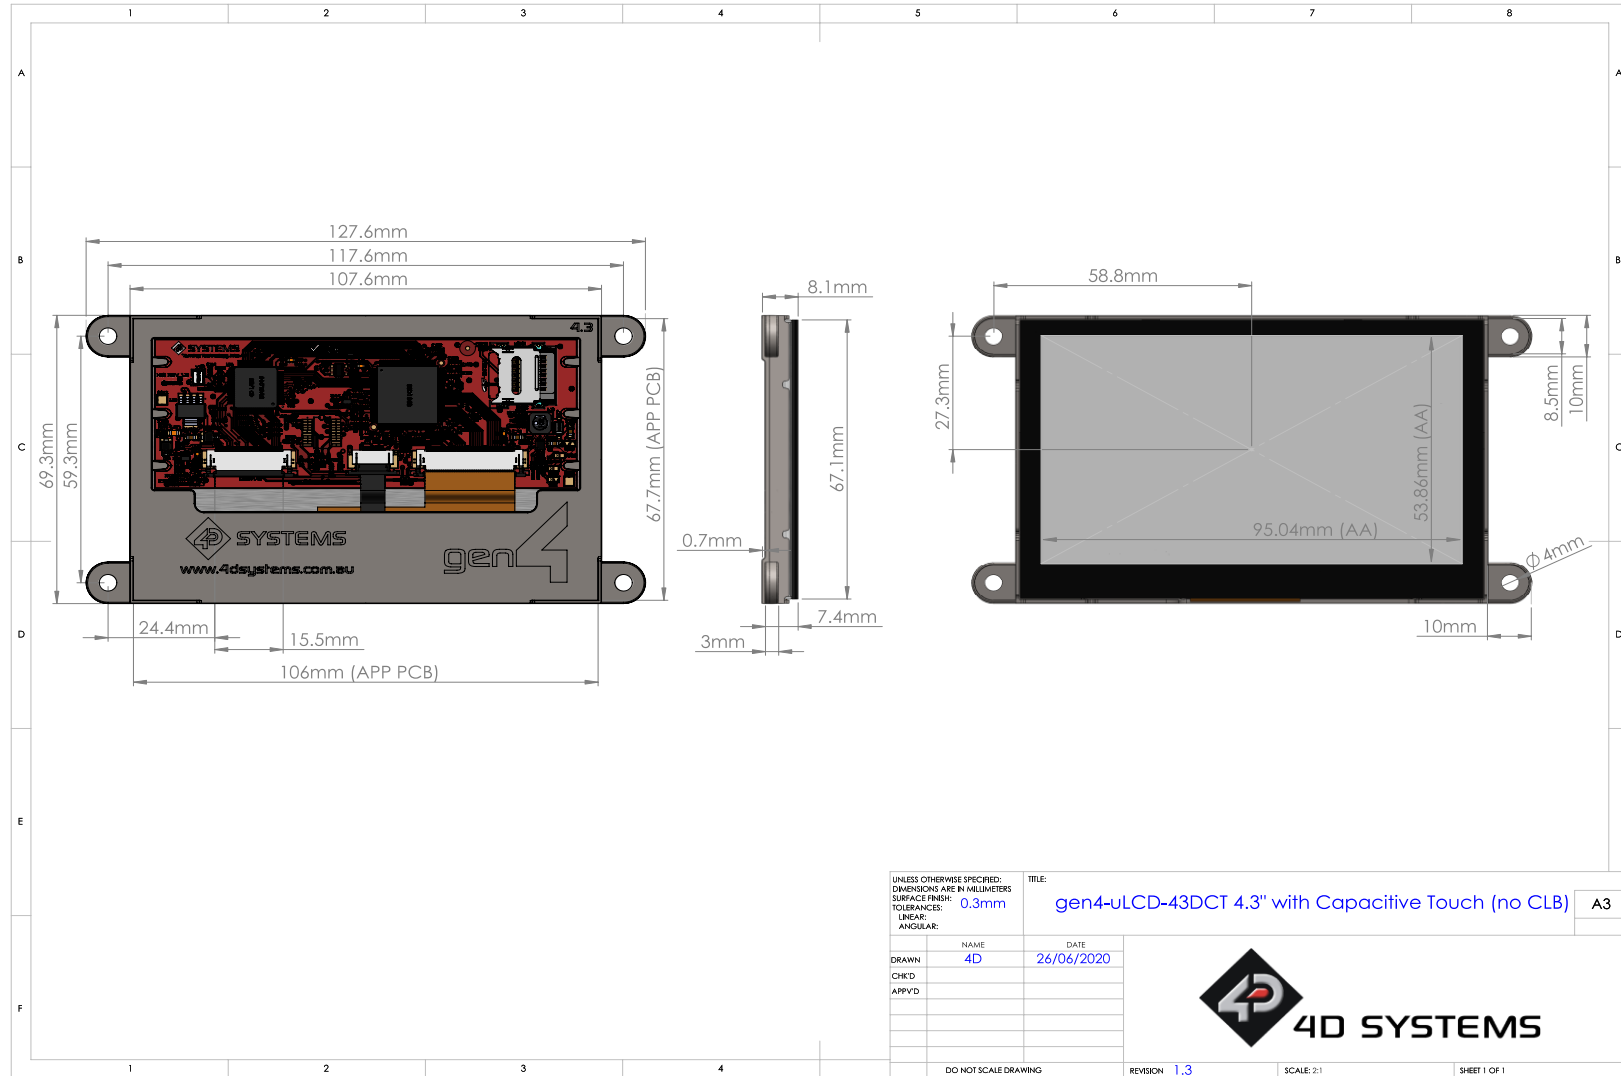 1 2 3 4 5 6 7 8
A A
B B
C C
D D
E
F
127.6mm
117.6mm
107.6mm
69.3mm
59.3mm
67.7mm (APP PCB)
4.3
SYSTEMS
4D SYSTEMS
www.4dsystems.com.au
gen4
24.4mm
15.5mm
106mm (APP PCB)
8.1mm
67.1mm
0.7mm
7.4mm
3mm
58.8mm
27.3mm
53.86mm (AA)
95.04mm (AA)
8.5mm
10mm
Ø 4mm
10mm
UNLESS OTHERWISE SPECIFIED:
DIMENSIONS ARE IN MILLIMETERS
SURFACE FINISH: 0.3mm
TOLERANCES:
LINEAR:
ANGULAR:
TITLE:
gen4-uLCD-43DCT 4.3" with Capacitive Touch (no CLB)
A3
NAME DATE
DRAWN 4D 26/06/2020
CHK'D
APPV'D
4D SYSTEMS
DO NOT SCALE DRAWING
REVISION 1.3
SCALE: 2:1
SHEET 1 OF 1
1 2 3 4